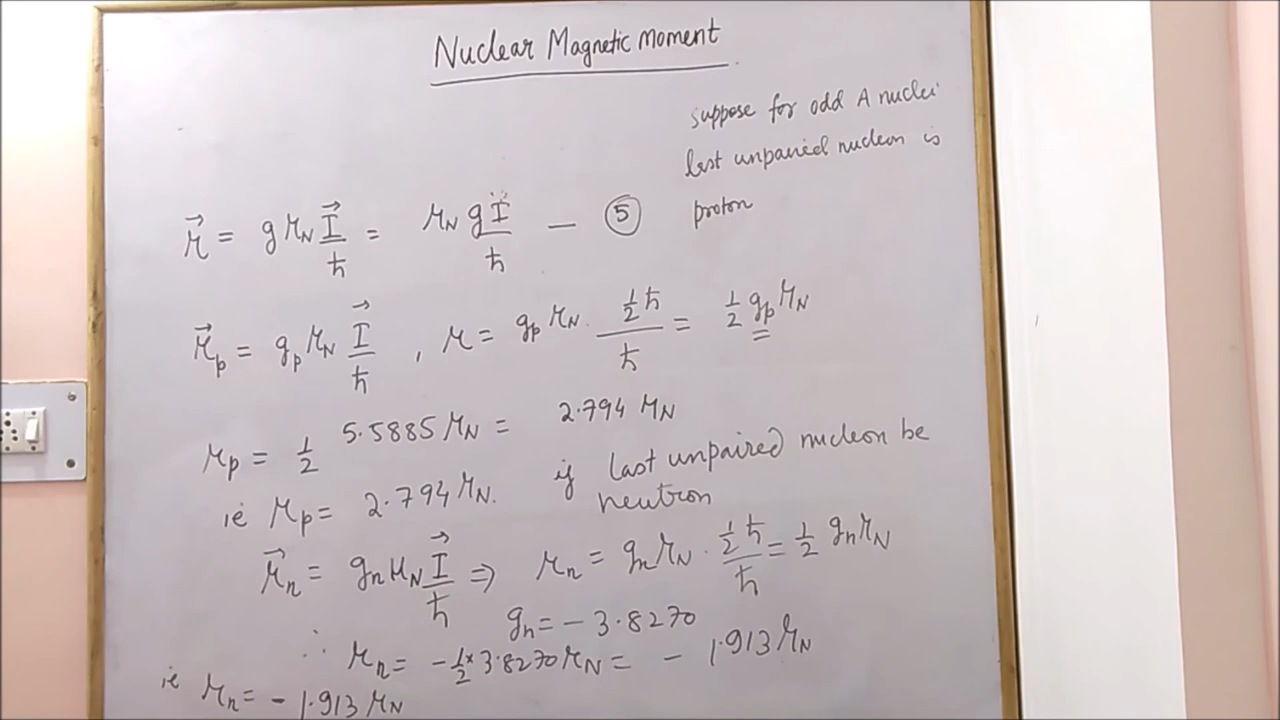 Nuclear Magnetic Moment
suppose for odd A nuclei
last unparied nucleon is
proton
μ⃗ = g μN I⃗/ħ = μN g I⃗/ħ — ⑤
μ⃗p = gp μN I⃗/ħ , μ = gp μN . ½ħ/ħ = ½ gp μN
μp = ½ 5.5885 μN = 2.794 μN
ie μp = 2.794 μN. if last unpaired nucleon be
neutron
μ⃗n = gn μN I⃗/ħ ⇒ μn = gn μN . ½ħ/ħ = ½ gn μN
gn = - 3.8270
∴ μn = -½ × 3.8270 μN = - 1.913 μN
ie μn = - 1.913 μN